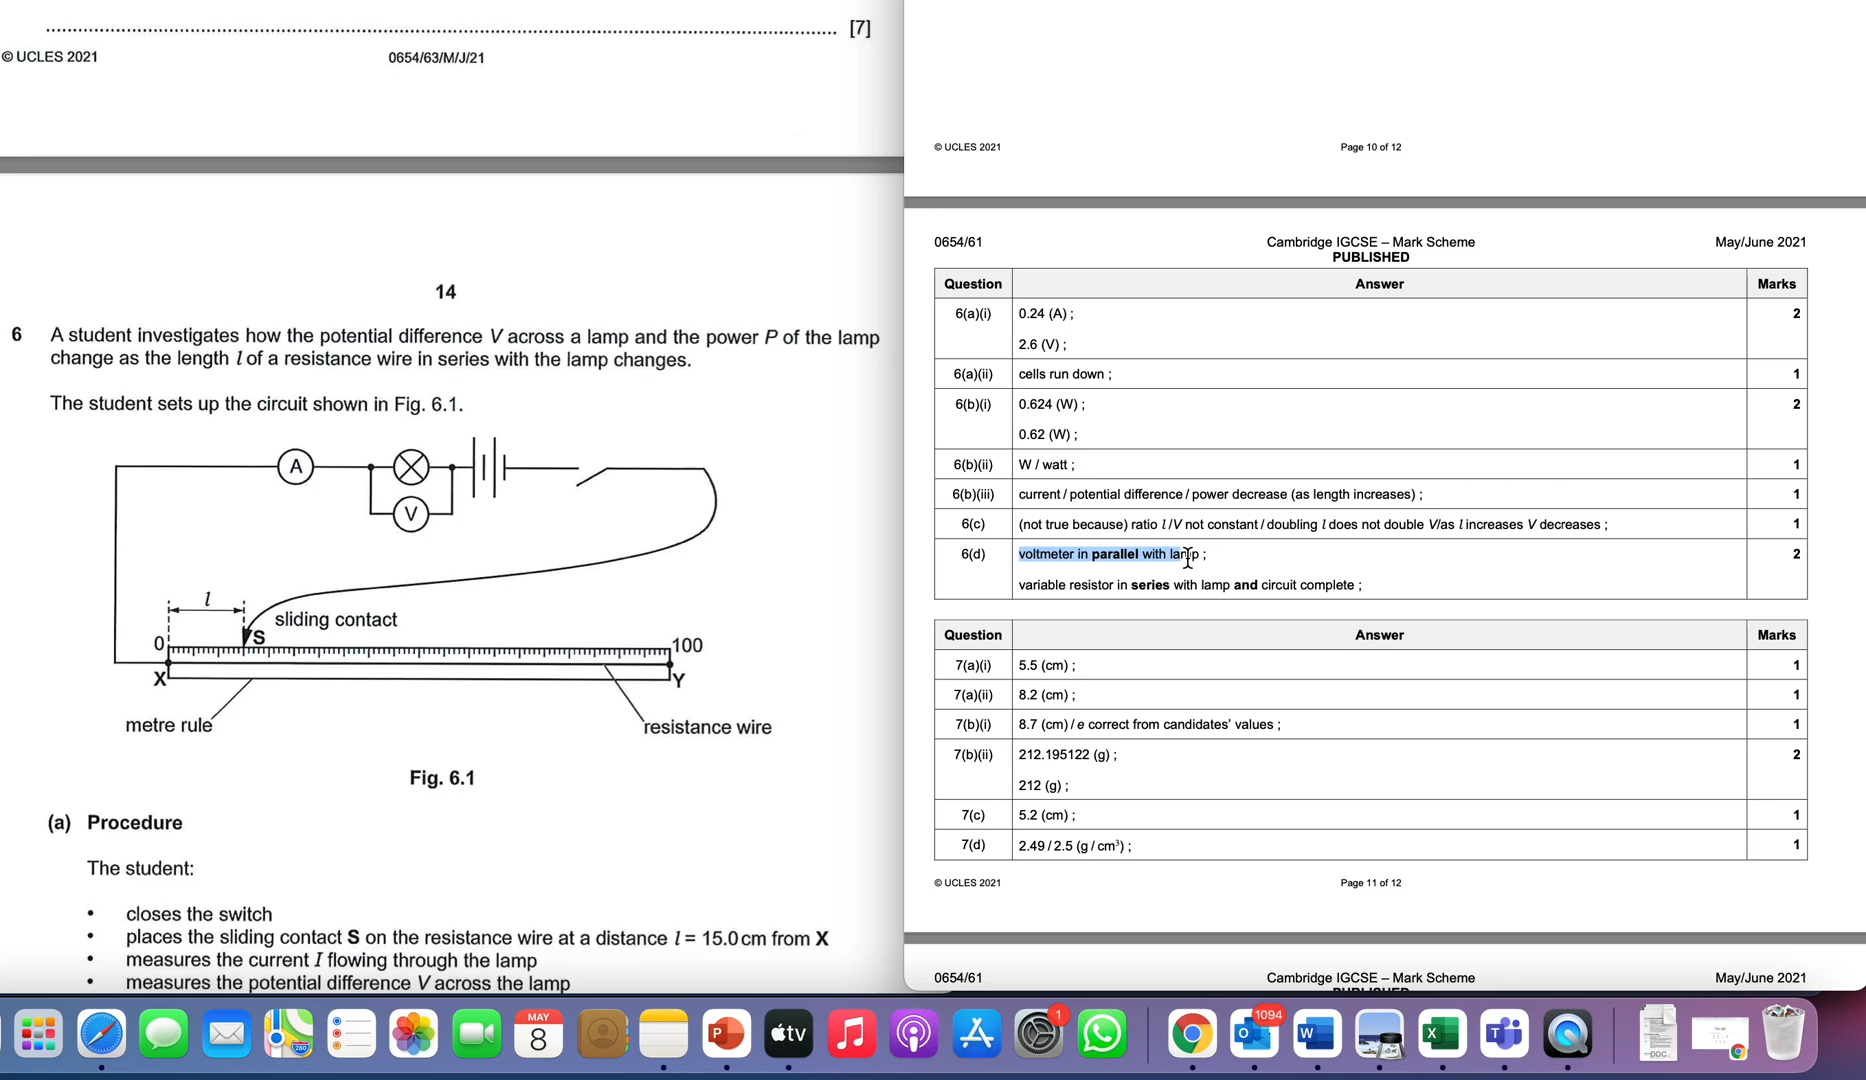 [7]
© UCLES 2021
0654/63/M/J/21
14
6 A student investigates how the potential difference V across a lamp and the power P of the lamp
change as the length l of a resistance wire in series with the lamp changes.
The student sets up the circuit shown in Fig. 6.1.
A
V
l
sliding contact
0
S
100
X
Y
metre rule
resistance wire
Fig. 6.1
(a) Procedure
The student:
• closes the switch
• places the sliding contact S on the resistance wire at a distance l = 15.0 cm from X
• measures the current I flowing through the lamp
• measures the potential difference V across the lamp
© UCLES 2021 Page 10 of 12
0654/61 Cambridge IGCSE – Mark Scheme May/June 2021
PUBLISHED
Question Answer Marks
6(a)(i) 0.24 (A) ; 2
2.6 (V) ;
6(a)(ii) cells run down ; 1
6(b)(i) 0.624 (W) ; 2
0.62 (W) ;
6(b)(ii) W / watt ; 1
6(b)(iii) current / potential difference / power decrease (as length increases) ; 1
6(c) (not true because) ratio l / V not constant / doubling l does not double V/as l increases V decreases ; 1
6(d) voltmeter in parallel with lamp ; 2
variable resistor in series with lamp and circuit complete ;
Question Answer Marks
7(a)(i) 5.5 (cm) ; 1
7(a)(ii) 8.2 (cm) ; 1
7(b)(i) 8.7 (cm) / e correct from candidates' values ; 1
7(b)(ii) 212.195122 (g) ; 2
212 (g) ;
7(c) 5.2 (cm) ; 1
7(d) 2.49 / 2.5 (g / cm³) ; 1
© UCLES 2021 Page 11 of 12
0654/61 Cambridge IGCSE – Mark Scheme May/June 2021
PUBLISHED
MAY
8
280
P
tv
1
1094
O
W
X
T
DOC